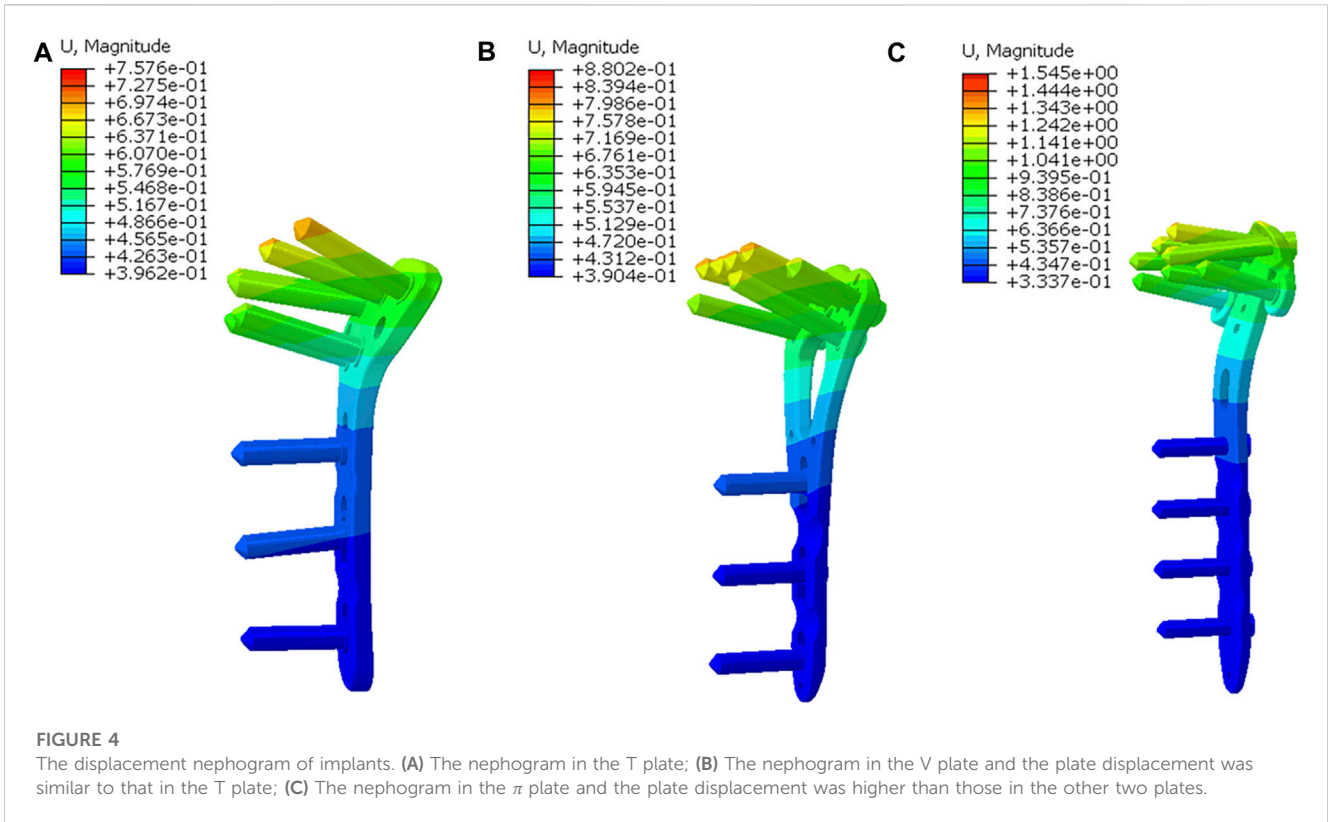 A
U, Magnitude
+7.576e-01
+7.275e-01
+6.974e-01
+6.673e-01
+6.371e-01
+6.070e-01
+5.769e-01
+5.468e-01
+5.167e-01
+4.866e-01
+4.565e-01
+4.263e-01
+3.962e-01
B
U, Magnitude
+8.802e-01
+8.394e-01
+7.986e-01
+7.578e-01
+7.169e-01
+6.761e-01
+6.353e-01
+5.945e-01
+5.537e-01
+5.129e-01
+4.720e-01
+4.312e-01
+3.904e-01
C
U, Magnitude
+1.545e+00
+1.444e+00
+1.343e+00
+1.242e+00
+1.141e+00
+1.041e+00
+9.395e-01
+8.386e-01
+7.376e-01
+6.366e-01
+5.357e-01
+4.347e-01
+3.337e-01
FIGURE 4
The displacement nephogram of implants. (A) The nephogram in the T plate; (B) The nephogram in the V plate and the plate displacement was
similar to that in the T plate; (C) The nephogram in the π plate and the plate displacement was higher than those in the other two plates.